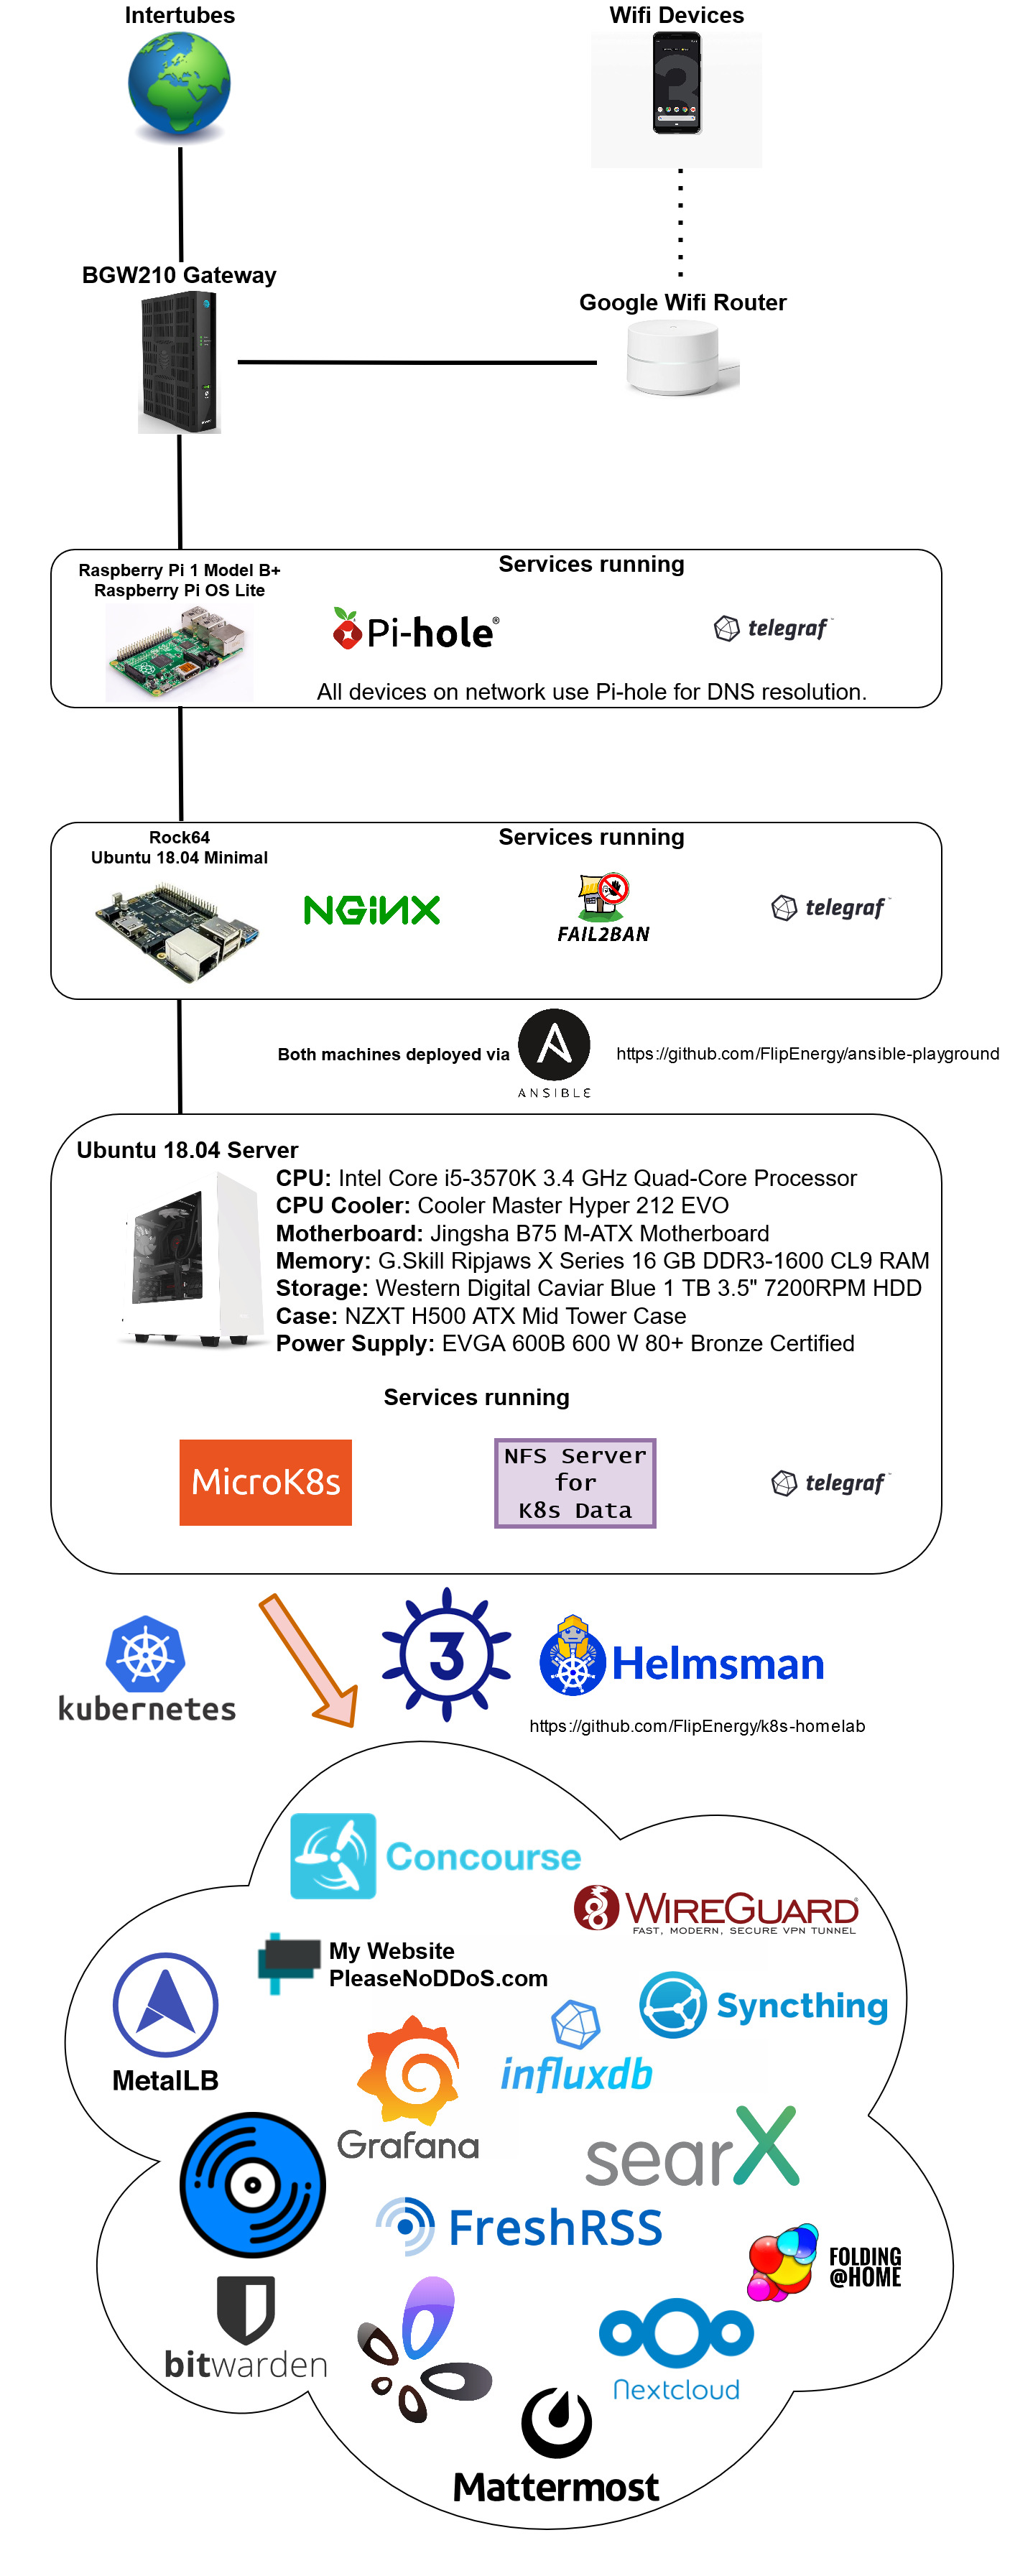 Intertubes
Wifi Devices
BGW210 Gateway
Google Wifi Router
Raspberry Pi 1 Model B+
Raspberry Pi OS Lite
Services running
Pi-hole®
telegraf
All devices on network use Pi-hole for DNS resolution.
Rock64
Ubuntu 18.04 Minimal
Services running
NGiNX
FAIL2BAN
telegraf
Both machines deployed via
ANSIBLE
https://github.com/FlipEnergy/ansible-playground
Ubuntu 18.04 Server
CPU: Intel Core i5-3570K 3.4 GHz Quad-Core Processor
CPU Cooler: Cooler Master Hyper 212 EVO
Motherboard: Jingsha B75 M-ATX Motherboard
Memory: G.Skill Ripjaws X Series 16 GB DDR3-1600 CL9 RAM
Storage: Western Digital Caviar Blue 1 TB 3.5" 7200RPM HDD
Case: NZXT H500 ATX Mid Tower Case
Power Supply: EVGA 600B 600 W 80+ Bronze Certified
Services running
MicroK8s
NFS Server
for
K8s Data
telegraf
kubernetes
3
Helmsman
https://github.com/FlipEnergy/k8s-homelab
Concourse
WIREGUARD
FAST, MODERN, SECURE VPN TUNNEL
My Website
PleaseNoDDoS.com
MetalLB
Syncthing
influxdb
Grafana
searX
FreshRSS
FOLDING
@HOME
bitwarden
Nextcloud
Mattermost